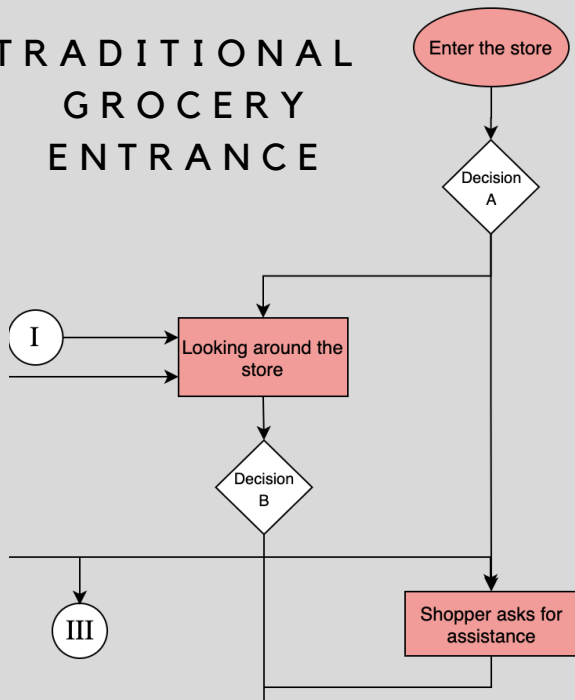 TRADITIONAL
GROCERY
ENTRANCE
Enter the store
Decision
A
I
Looking around the
store
Decision
B
III
Shopper asks for
assistance